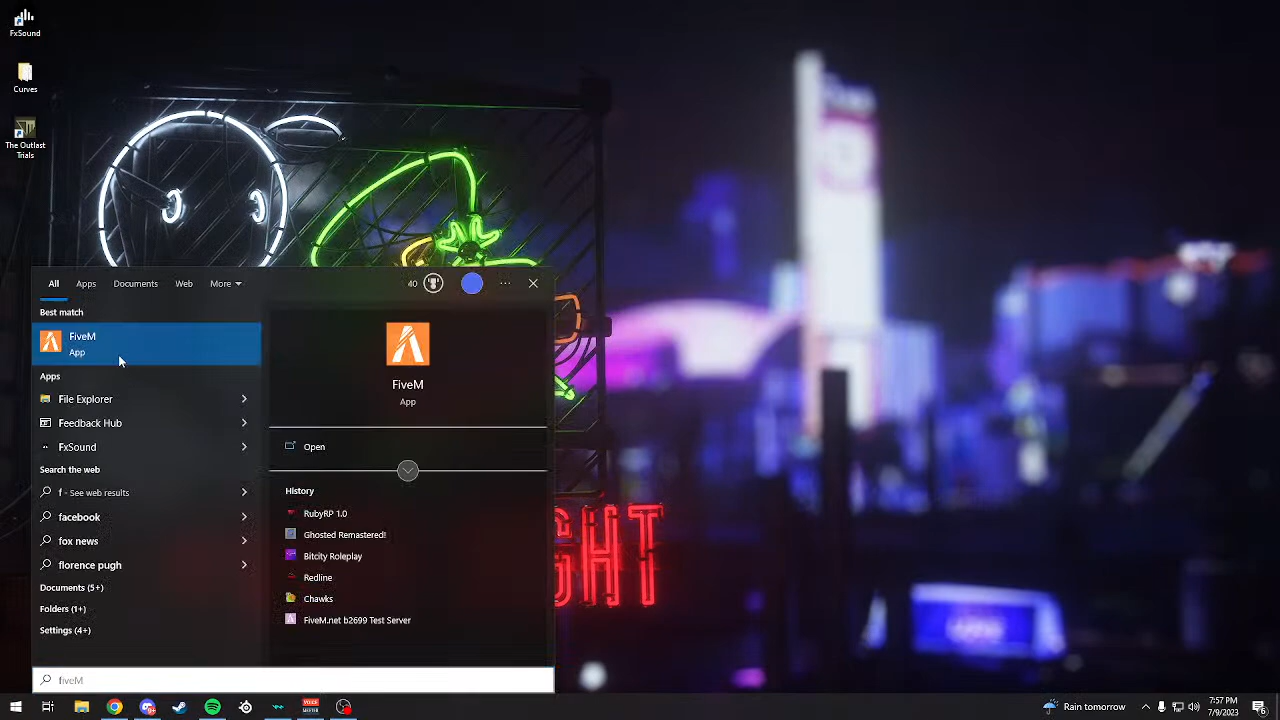 FxSound
Curves
The Outlast
Trials
All Apps Documents Web More 40
Best match
FiveM
App
Apps
File Explorer
Feedback Hub
FxSound
Search the web
f - See web results
facebook
fox news
florence pugh
Documents (5+)
Folders (1+)
Settings (4+)
FiveM
App
Open
History
RubyRP 1.0
Ghosted Remastered!
Bitcity Roleplay
Redline
Chawks
FiveM.net b2699 Test Server
fiveM
GHT
Rain tomorrow
7:57 PM
7/9/2023